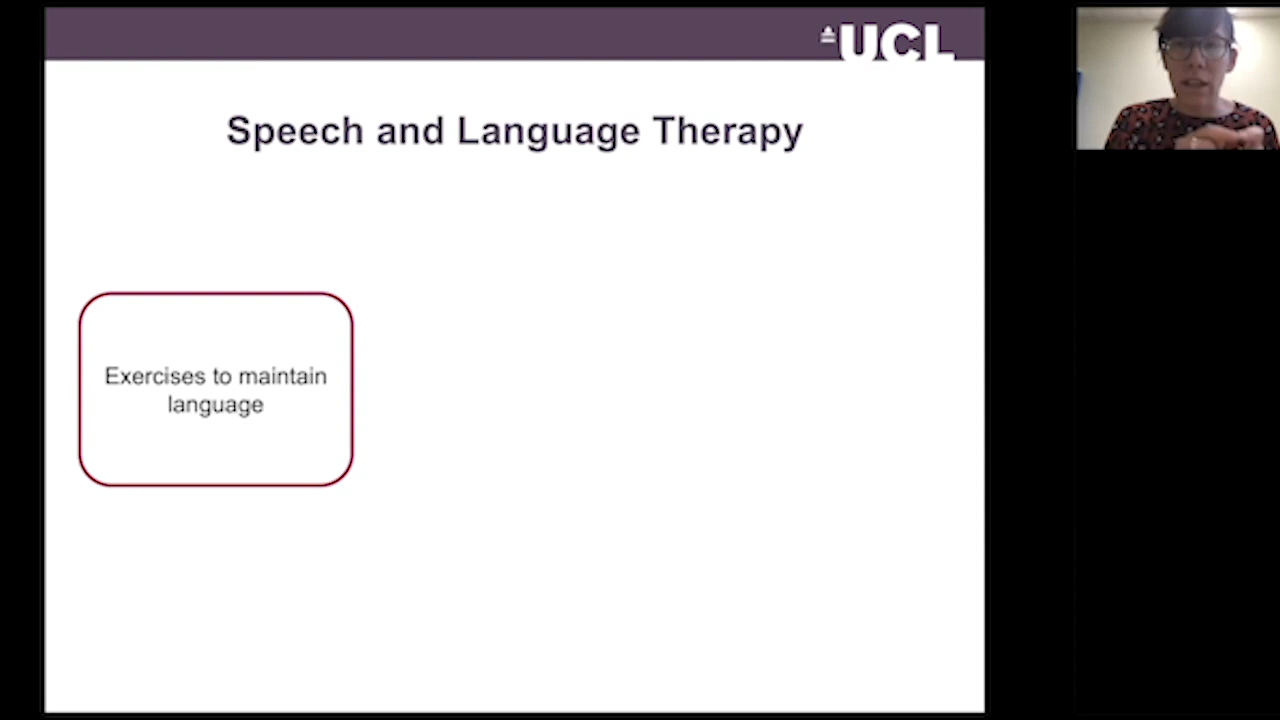 UCL
Speech and Language Therapy
Exercises to maintain
language